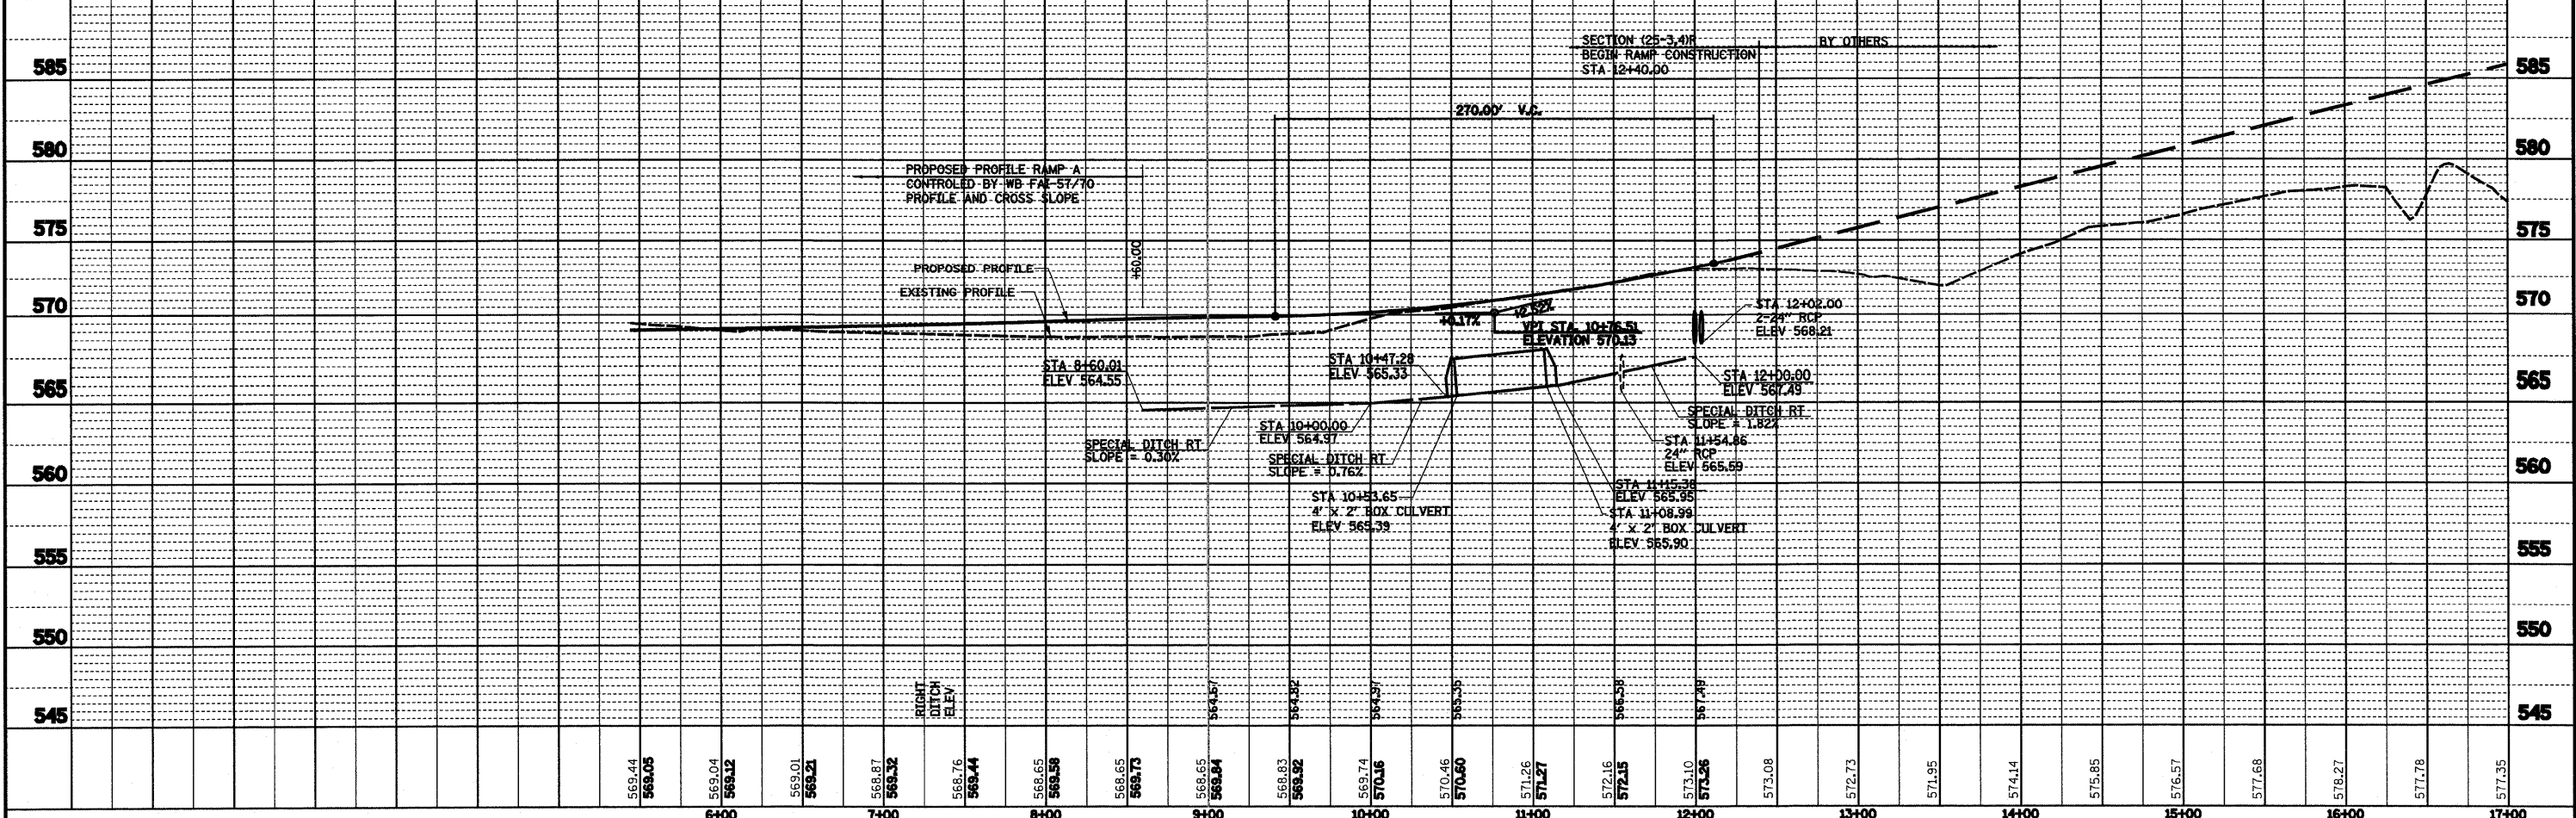 SECTION (25-3,4)R
BEGIN RAMP CONSTRUCTION
STA 12+40.00
BY OTHERS
585
585
270.00' V.C.
580
580
PROPOSED PROFILE RAMP A
CONTROLED BY WB FAI-57/70
PROFILE AND CROSS SLOPE
575
575
+60.00
PROPOSED PROFILE
EXISTING PROFILE
570
570
+0.17%
+2.52%
VPI STA. 10+76.51
ELEVATION 570.13
STA 12+02.00
2-24" RCP
ELEV 568.21
STA 8+60.01
ELEV 564.55
STA 10+47.28
ELEV 565.33
STA 12+00.00
ELEV 567.49
565
565
SPECIAL DITCH RT
SLOPE = 1.82%
STA 10+00.00
ELEV 564.97
SPECIAL DITCH RT
SLOPE = 0.30%
SPECIAL DITCH RT
SLOPE = 0.76%
STA 11+54.86
24" RCP
ELEV 565.59
560
560
STA 10+53.65
4' x 2' BOX CULVERT
ELEV 565.39
STA 11+15.38
ELEV 565.95
STA 11+08.99
4' x 2' BOX CULVERT
ELEV 565.90
555
555
550
550
545
545
RIGHT
DITCH
ELEV
564.67
564.82
564.97
565.35
566.58
567.49
569.44
569.05
569.04
569.12
569.01
569.21
568.87
569.32
568.76
569.44
568.65
569.58
568.65
569.73
568.65
569.84
568.83
569.92
569.74
570.16
570.46
570.60
571.26
571.27
572.16
572.15
573.10
573.26
573.08
572.73
571.95
574.14
575.85
576.57
577.68
578.27
577.78
577.35
6+00
7+00
8+00
9+00
10+00
11+00
12+00
13+00
14+00
15+00
16+00
17+00